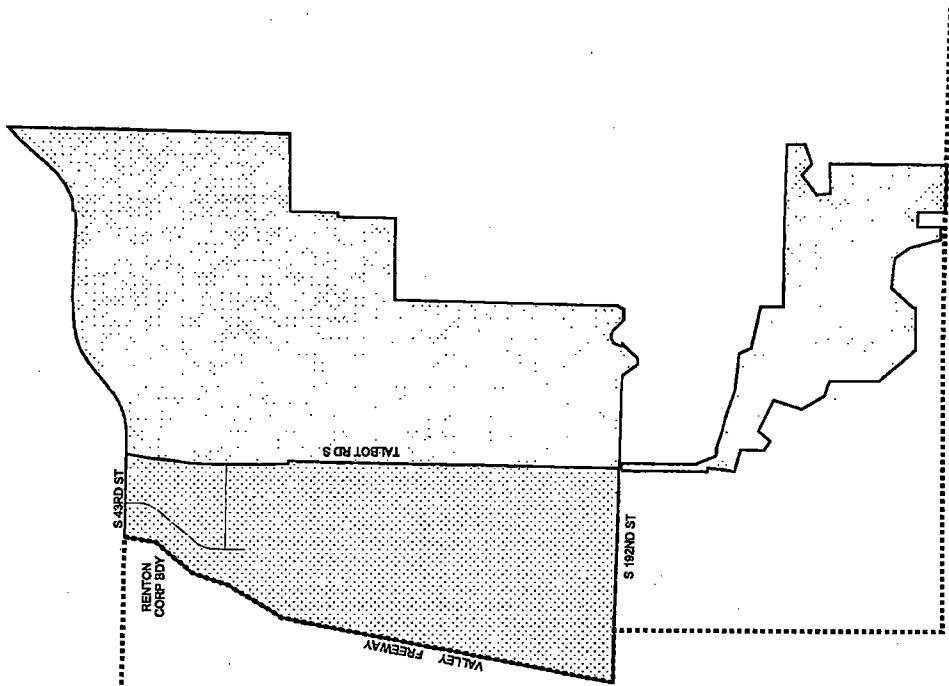 S 43RD ST
RENTON
CORP BDY
TALBOT RD S
S 192ND ST
VALLEY
FREEWAY